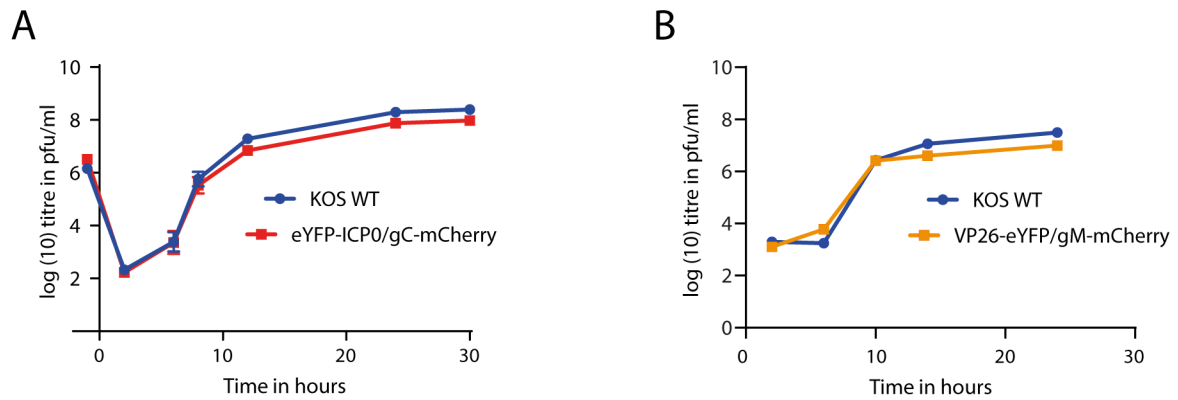 A
10
8
6
4
2
log (10) titre in pfu/ml
KOS WT
eYFP-ICP0/gC-mCherry
0
10
20
30
Time in hours
B
10
8
6
4
2
0
log (10) titre in pfu/ml
KOS WT
VP26-eYFP/gM-mCherry
0
10
20
30
Time in hours